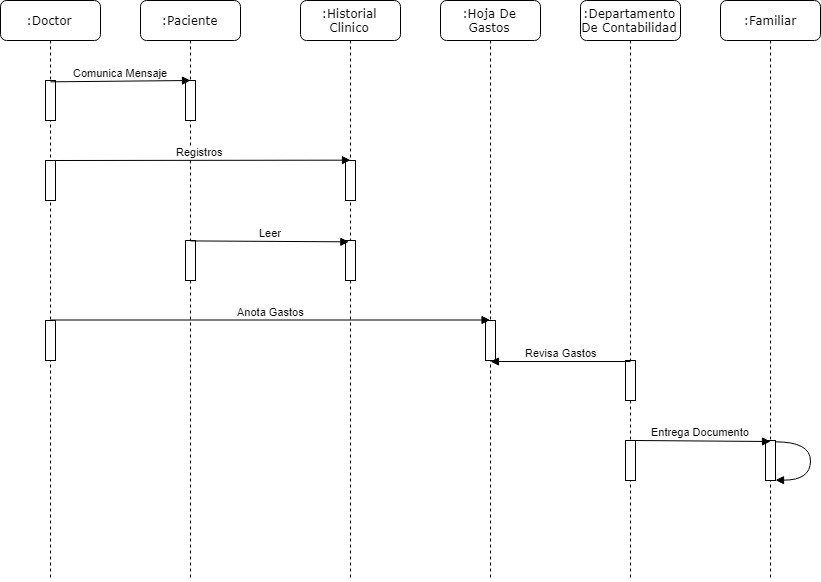 :Doctor
:Paciente
:Historial
Clinico
:Hoja De
Gastos
:Departamento
De Contabilidad
:Familiar
Comunica Mensaje
Registros
Leer
Anota Gastos
Revisa Gastos
Entrega Documento